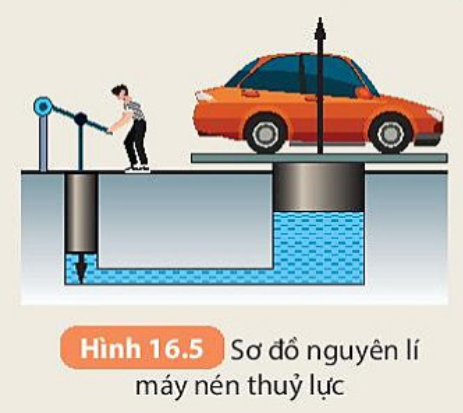 Hình 16.5 Sơ đồ nguyên lí
máy nén thuỷ lực